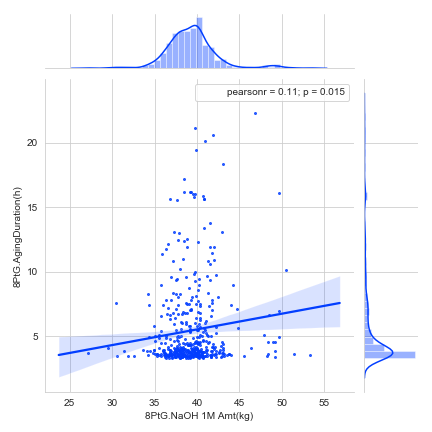 pearsonr = 0.11; p = 0.015
20
15
10
5
8PtG.AgingDuration(h)
25 30 35 40 45 50 55
8PtG.NaOH 1M Amt(kg)